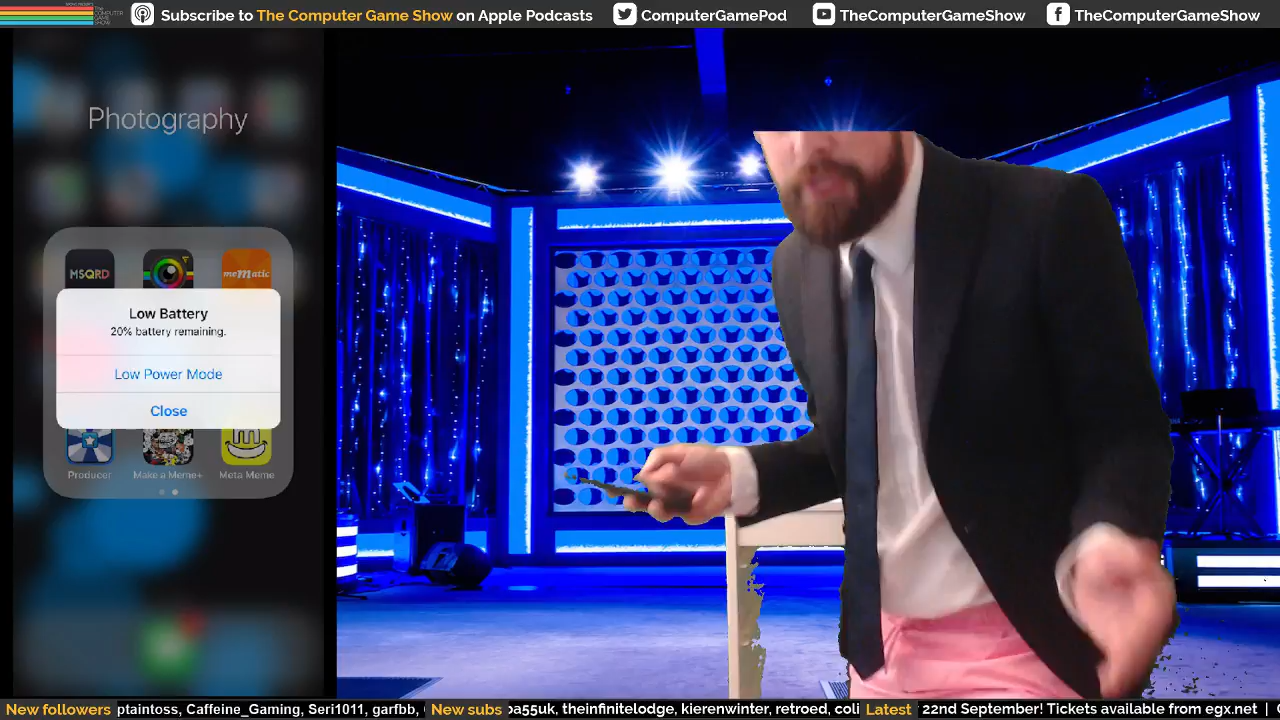 Subscribe to The Computer Game Show on Apple Podcasts
ComputerGamePod
TheComputerGameShow
TheComputerGameShow
Photography
MSQRD
meMatic
Low Battery
20% battery remaining.
Low Power Mode
Close
Producer
Make a Meme+
Meta Meme
New followers
ptaintoss, Caffeine_Gaming, Seri1011, garfbb,
New subs
pa55uk, theinfinitelodge, kierenwinter, retroed, coli
Latest
22nd September! Tickets available from egx.net |